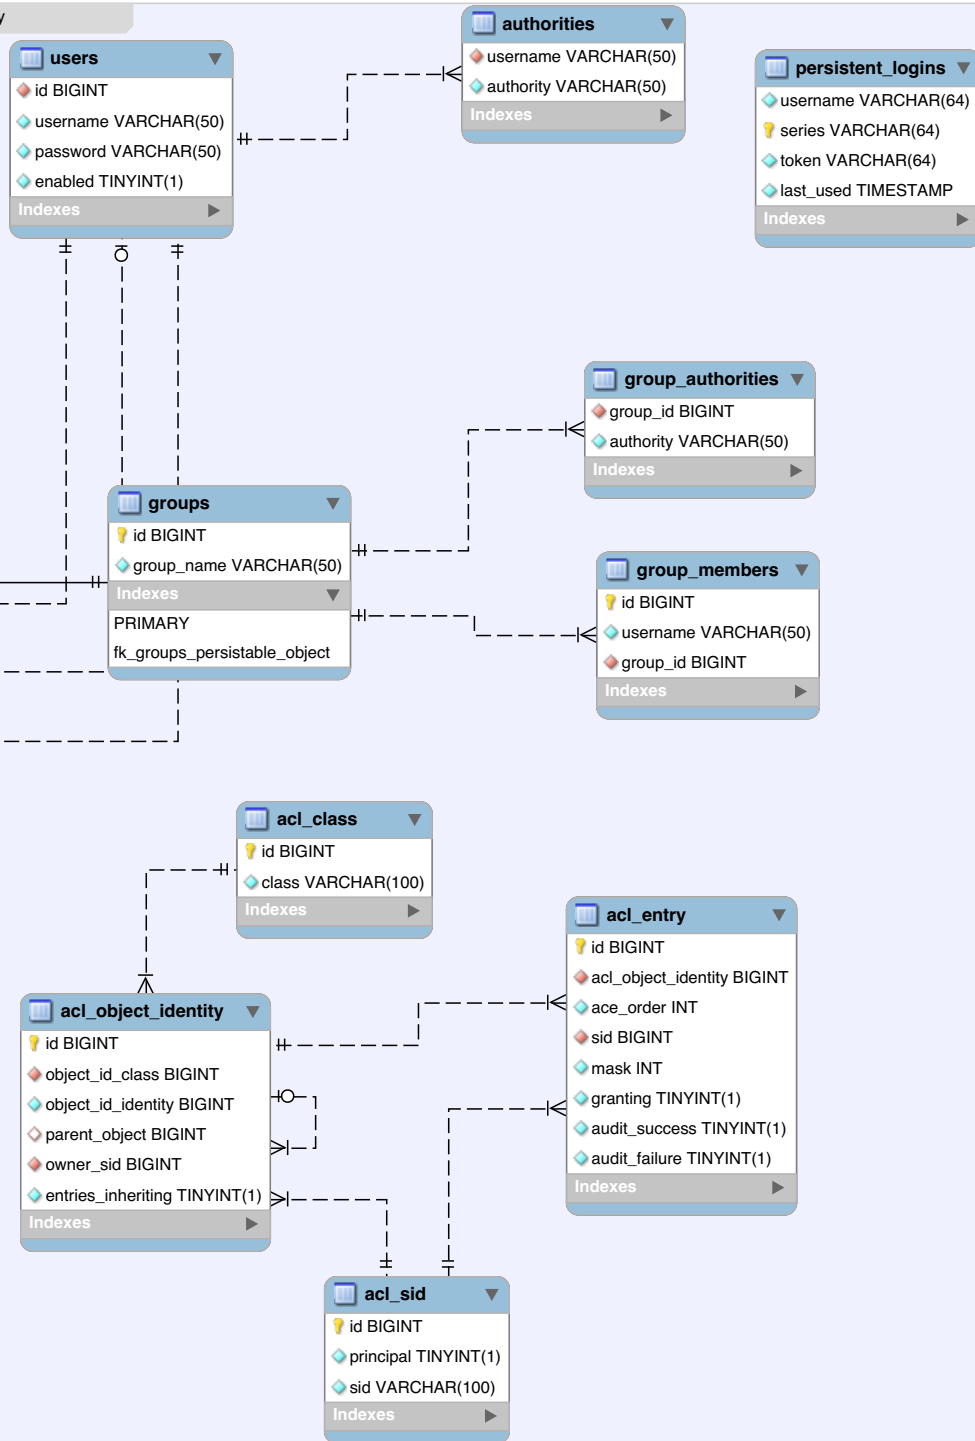 y
users
id BIGINT
username VARCHAR(50)
password VARCHAR(50)
enabled TINYINT(1)
Indexes
authorities
username VARCHAR(50)
authority VARCHAR(50)
Indexes
persistent_logins
username VARCHAR(64)
series VARCHAR(64)
token VARCHAR(64)
last_used TIMESTAMP
Indexes
group_authorities
group_id BIGINT
authority VARCHAR(50)
Indexes
groups
id BIGINT
group_name VARCHAR(50)
Indexes
PRIMARY
fk_groups_persistable_object
group_members
id BIGINT
username VARCHAR(50)
group_id BIGINT
Indexes
acl_class
id BIGINT
class VARCHAR(100)
Indexes
acl_entry
id BIGINT
acl_object_identity BIGINT
ace_order INT
sid BIGINT
mask INT
granting TINYINT(1)
audit_success TINYINT(1)
audit_failure TINYINT(1)
Indexes
acl_object_identity
id BIGINT
object_id_class BIGINT
object_id_identity BIGINT
parent_object BIGINT
owner_sid BIGINT
entries_inheriting TINYINT(1)
Indexes
acl_sid
id BIGINT
principal TINYINT(1)
sid VARCHAR(100)
Indexes